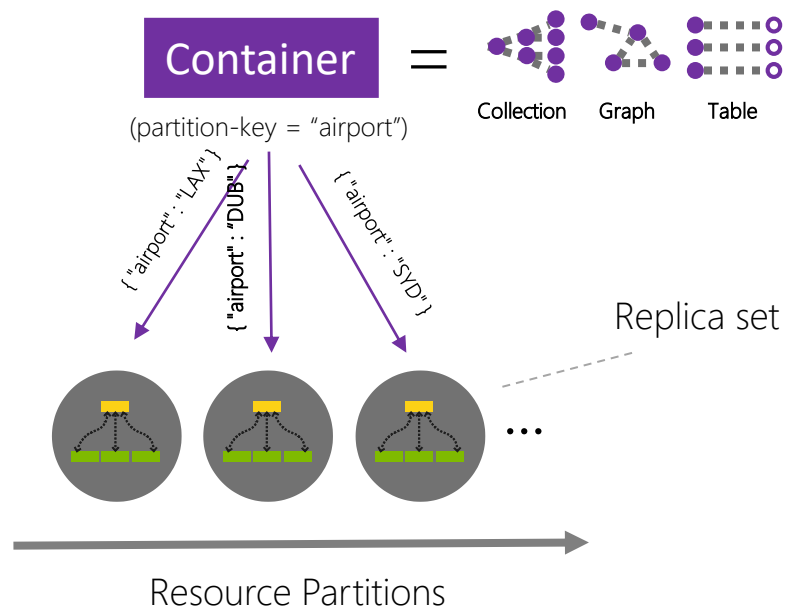 Container
=
Collection
Graph
Table
(partition-key = “airport”)
{ "airport" : "LAX" }
{ "airport" : “DUB" }
{ "airport" : "SYD" }
Replica set
...
Resource Partitions